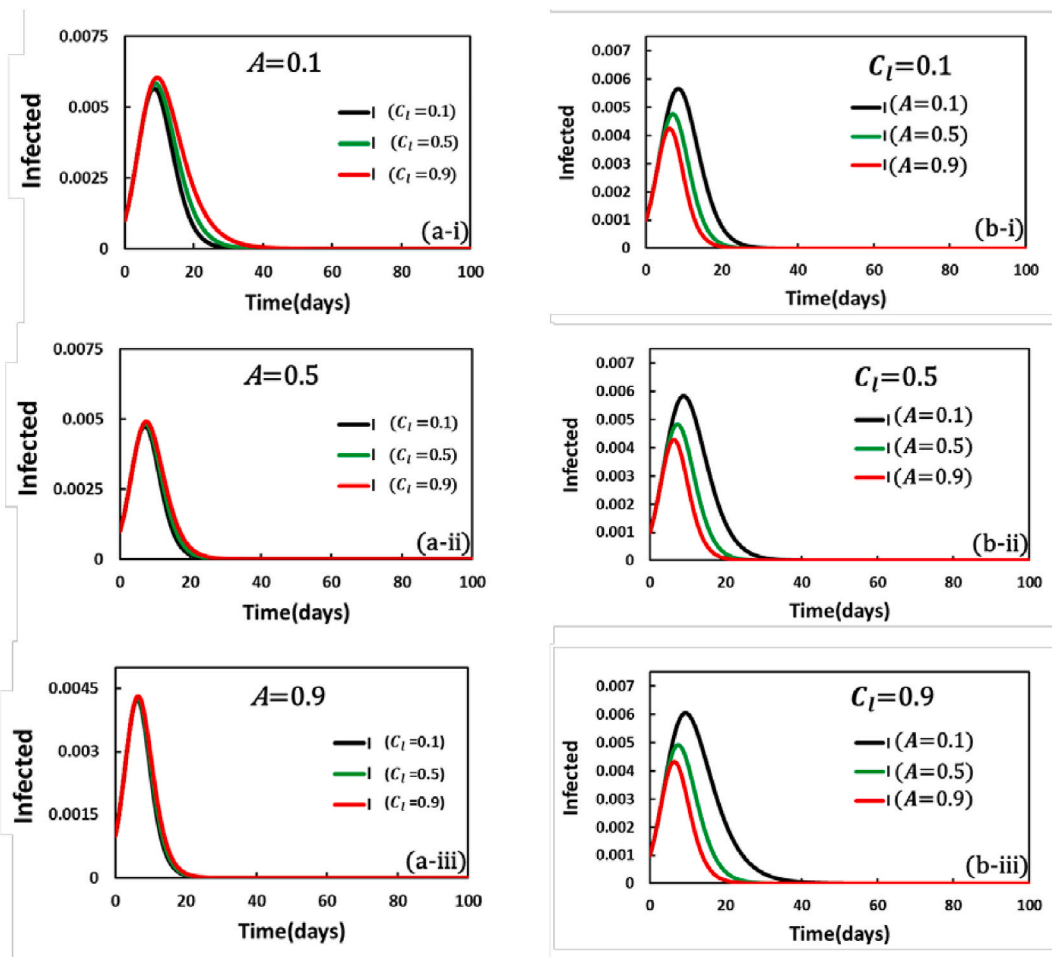 0.0075
A=0.1
0.005
I (C_l=0.1)
I (C_l=0.5)
0.0025
I (C_l=0.9)
Infected
(a-i)
0
0 20 40 60 80 100
Time(days)
0.007
C_l=0.1
0.006
I (A=0.1)
0.005
I (A=0.5)
0.004
I (A=0.9)
0.003
0.002
0.001
Infected
(b-i)
0
0 20 40 60 80 100
Time(days)
0.0075
A=0.5
0.005
I (C_l=0.1)
I (C_l=0.5)
0.0025
I (C_l=0.9)
Infected
(a-ii)
0
0 20 40 60 80 100
Time(days)
0.007
C_l=0.5
0.006
I (A=0.1)
0.005
I (A=0.5)
0.004
I (A=0.9)
0.003
0.002
0.001
Infected
(b-ii)
0
0 20 40 60 80 100
Time(days)
0.0045
A=0.9
0.003
I (C_l=0.1)
I (C_l=0.5)
0.0015
I (C_l=0.9)
Infected
(a-iii)
0
0 20 40 60 80 100
Time(days)
0.007
C_l=0.9
0.006
I (A=0.1)
0.005
I (A=0.5)
0.004
I (A=0.9)
0.003
0.002
0.001
Infected
(b-iii)
0
0 20 40 60 80 100
Time(days)